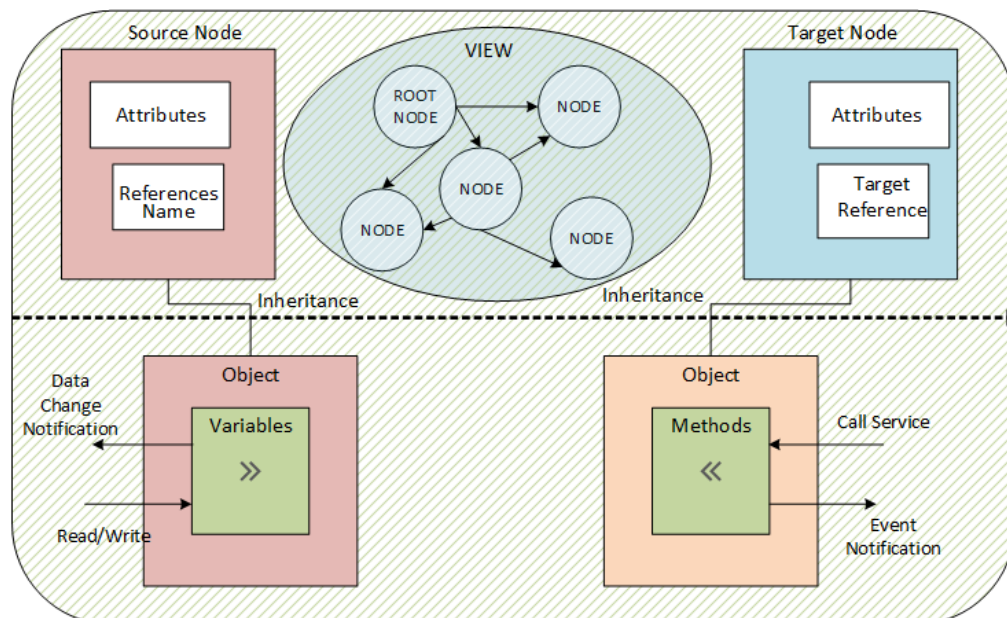 Source Node
Target Node
VIEW
Attributes
References
Name
ROOT
NODE
NODE
NODE
NODE
NODE
Attributes
Target
Reference
Inheritance
Inheritance
Object
Variables
Data
Change
Notification
Read/Write
Object
Methods
Call Service
Event
Notification